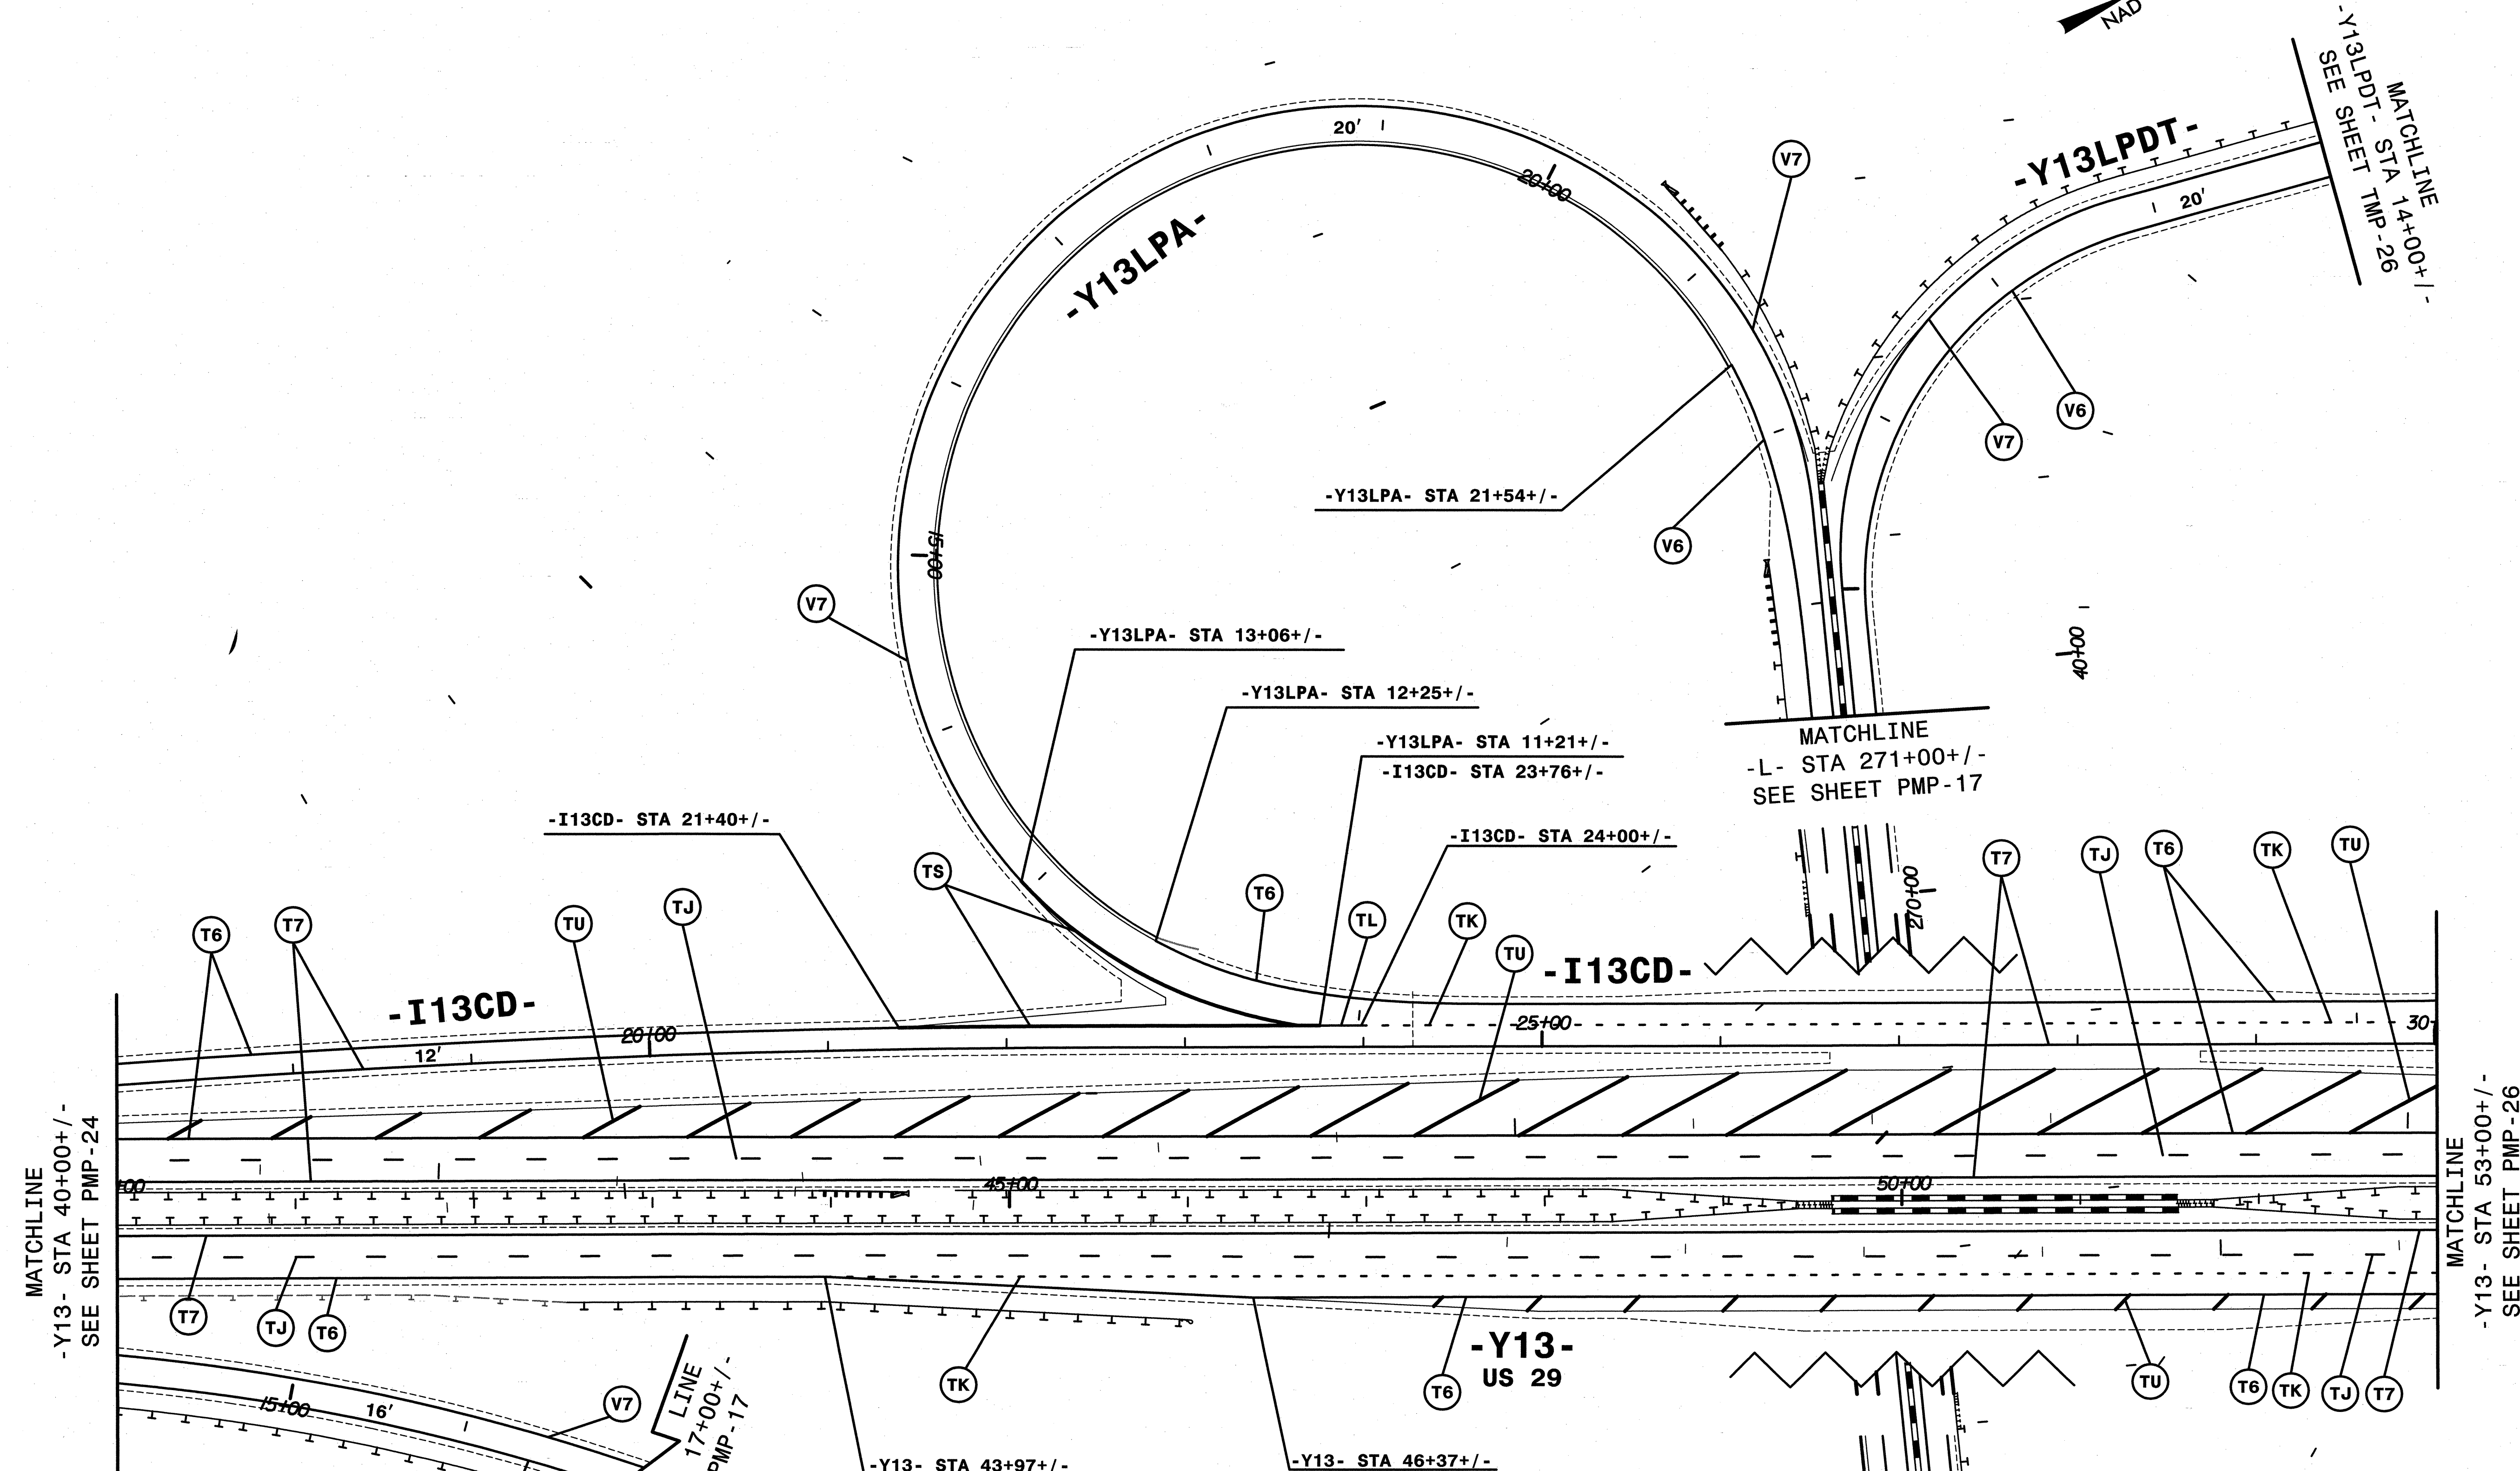 NAD
MATCHLINE
-Y13LPDT- STA 14+00+/-
SEE SHEET TMP-26
-Y13LPDT-
20'
V7
20'
20+00
-Y13LPA-
V6
V7
-Y13LPA- STA 21+54+/-
V6
15+00
V7
-Y13LPA- STA 13+06+/-
40+00
-Y13LPA- STA 12+25+/-
-Y13LPA- STA 11+21+/-
-I13CD- STA 23+76+/-
MATCHLINE
-L- STA 271+00+/-
SEE SHEET PMP-17
-I13CD- STA 21+40+/-
-I13CD- STA 24+00+/-
270+00
T6
T7
TU
TJ
TS
T6
TL
TK
TU
T7
TJ
T6
TK
TU
-I13CD-
-I13CD-
12'
20+00
25+00
30
MATCHLINE
-Y13- STA 40+00+/-
SEE SHEET PMP-24
MATCHLINE
-Y13- STA 53+00+/-
SEE SHEET PMP-26
+00
45+00
50+00
T7
TJ
T6
TK
-Y13-
US 29
T6
TU
T6
TK
TJ
T7
15+00
16'
V7
LINE
17+00+/-
PMP-17
-Y13- STA 43+97+/-
-Y13- STA 46+37+/-